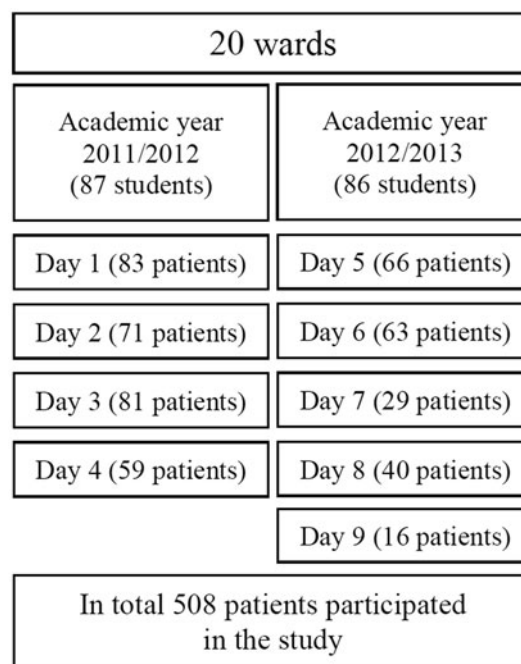 20 wards
Academic year
2011/2012
(87 students)
Academic year
2012/2013
(86 students)
Day 1 (83 patients)
Day 5 (66 patients)
Day 2 (71 patients)
Day 6 (63 patients)
Day 3 (81 patients)
Day 7 (29 patients)
Day 4 (59 patients)
Day 8 (40 patients)
Day 9 (16 patients)
In total 508 patients participated
in the study